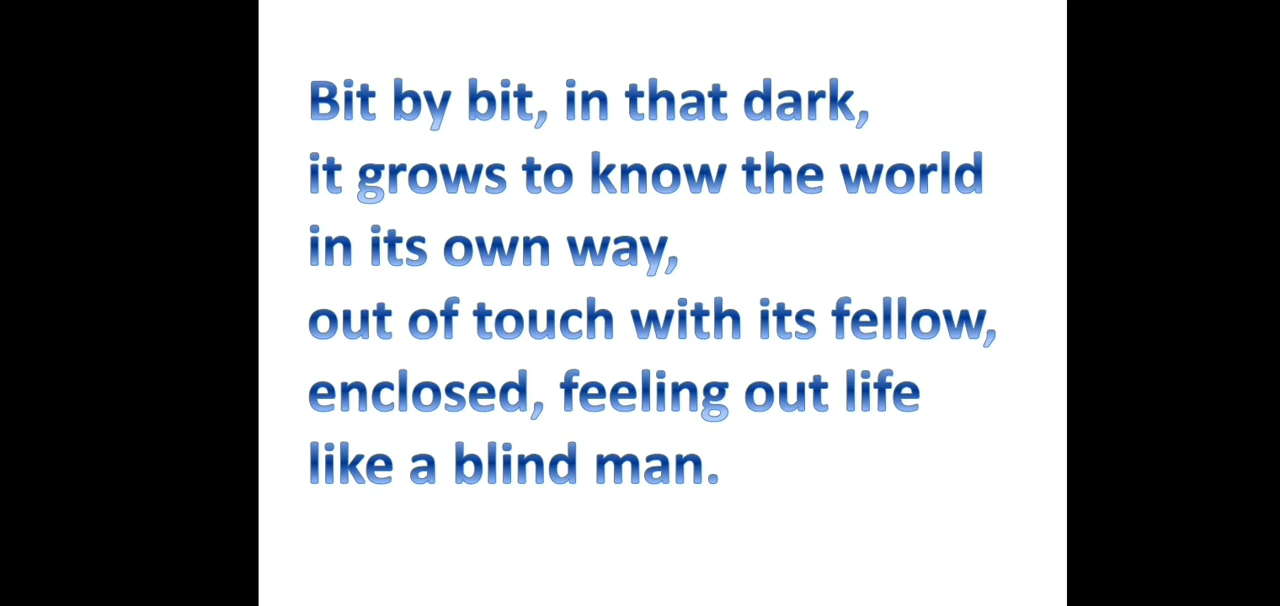 Bit by bit, in that dark,
it grows to know the world
in its own way,
out of touch with its fellow,
enclosed, feeling out life
like a blind man.